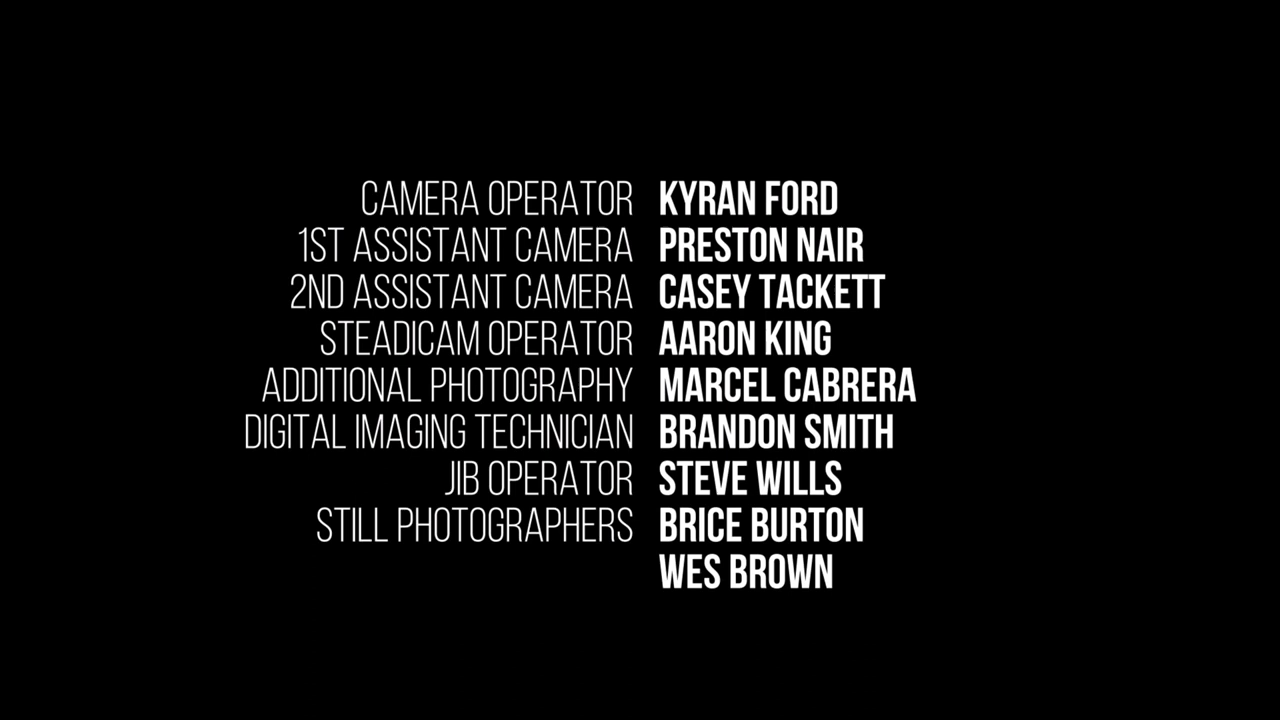 CAMERA OPERATOR KYRAN FORD
1ST ASSISTANT CAMERA PRESTON NAIR
2ND ASSISTANT CAMERA CASEY TACKETT
STEADICAM OPERATOR AARON KING
ADDITIONAL PHOTOGRAPHY MARCEL CABRERA
DIGITAL IMAGING TECHNICIAN BRANDON SMITH
JIB OPERATOR STEVE WILLS
STILL PHOTOGRAPHERS BRICE BURTON
WES BROWN